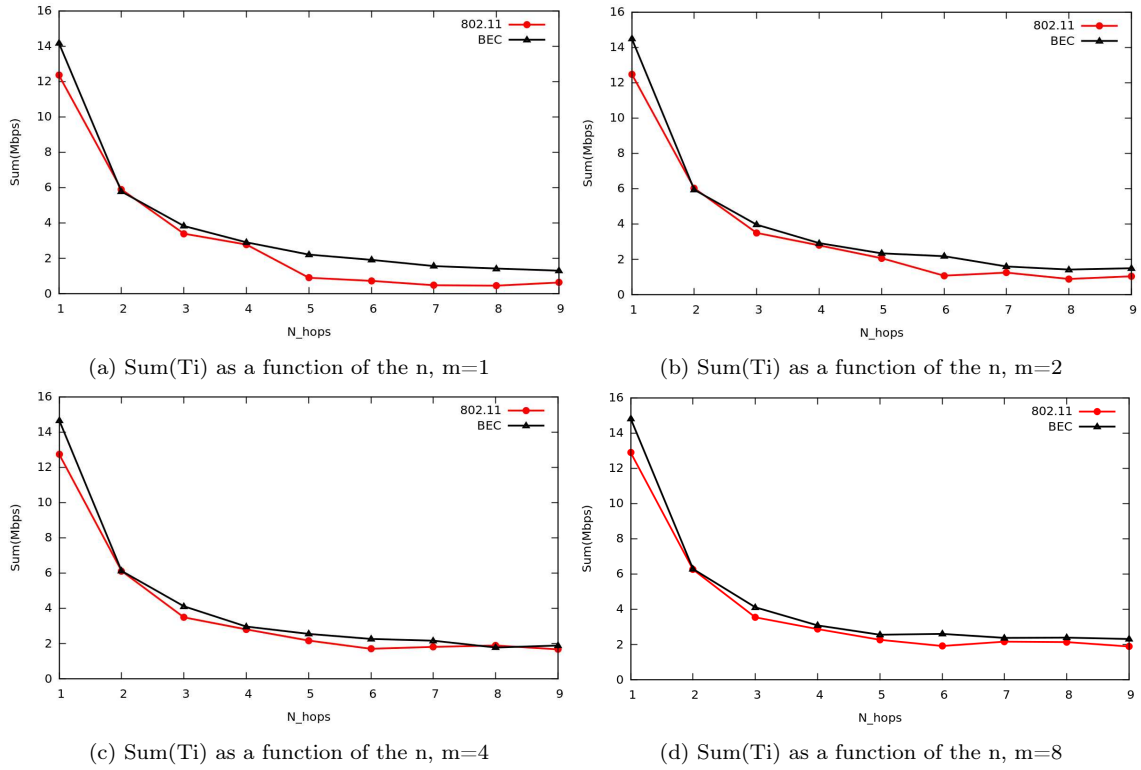 802.11
BEC
16
14
12
10
8
6
4
2
0
Sum(Mbps)
1 2 3 4 5 6 7 8 9
N_hops
(a) Sum(Ti) as a function of the n, m=1
802.11
BEC
16
14
12
10
8
6
4
2
0
Sum(Mbps)
1 2 3 4 5 6 7 8 9
N_hops
(b) Sum(Ti) as a function of the n, m=2
802.11
BEC
16
14
12
10
8
6
4
2
0
Sum(Mbps)
1 2 3 4 5 6 7 8 9
N_hops
(c) Sum(Ti) as a function of the n, m=4
802.11
BEC
16
14
12
10
8
6
4
2
0
Sum(Mbps)
1 2 3 4 5 6 7 8 9
N_hops
(d) Sum(Ti) as a function of the n, m=8